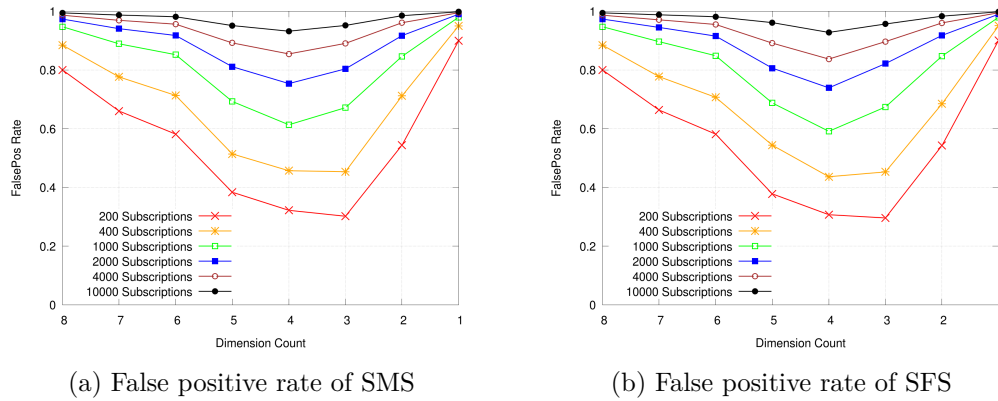 1
0.8
0.6
0.4
0.2
0
FalsePos Rate
200 Subscriptions
400 Subscriptions
1000 Subscriptions
2000 Subscriptions
4000 Subscriptions
10000 Subscriptions
8 7 6 5 4 3 2 1
Dimension Count
(a) False positive rate of SMS
1
0.8
0.6
0.4
0.2
0
FalsePos Rate
200 Subscriptions
400 Subscriptions
1000 Subscriptions
2000 Subscriptions
4000 Subscriptions
10000 Subscriptions
8 7 6 5 4 3 2
Dimension Count
(b) False positive rate of SFS